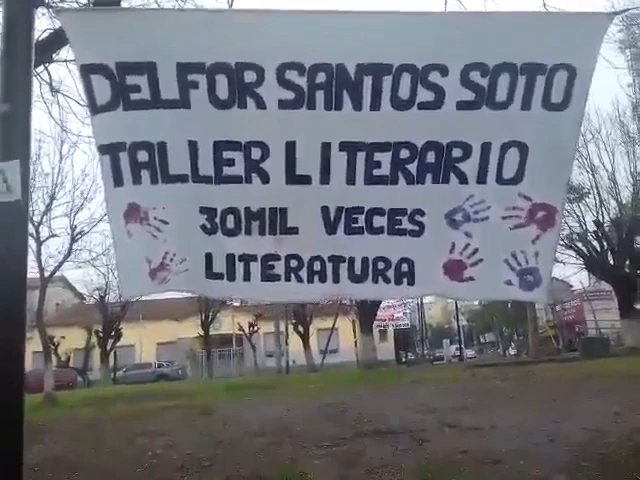 DELFOR SANTOS SOTO
TALLER LITERARIO
30MIL VECES
LITERATURA